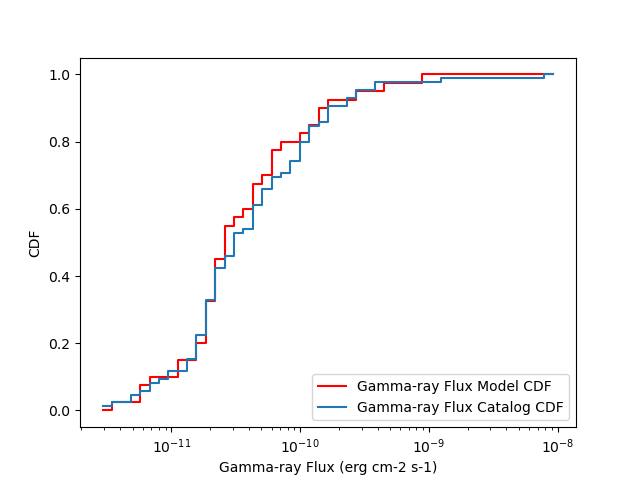 1.0
0.8
0.6
0.4
0.2
0.0
CDF
10⁻¹¹
10⁻¹⁰
10⁻⁹
10⁻⁸
Gamma-ray Flux (erg cm-2 s-1)
Gamma-ray Flux Model CDF
Gamma-ray Flux Catalog CDF